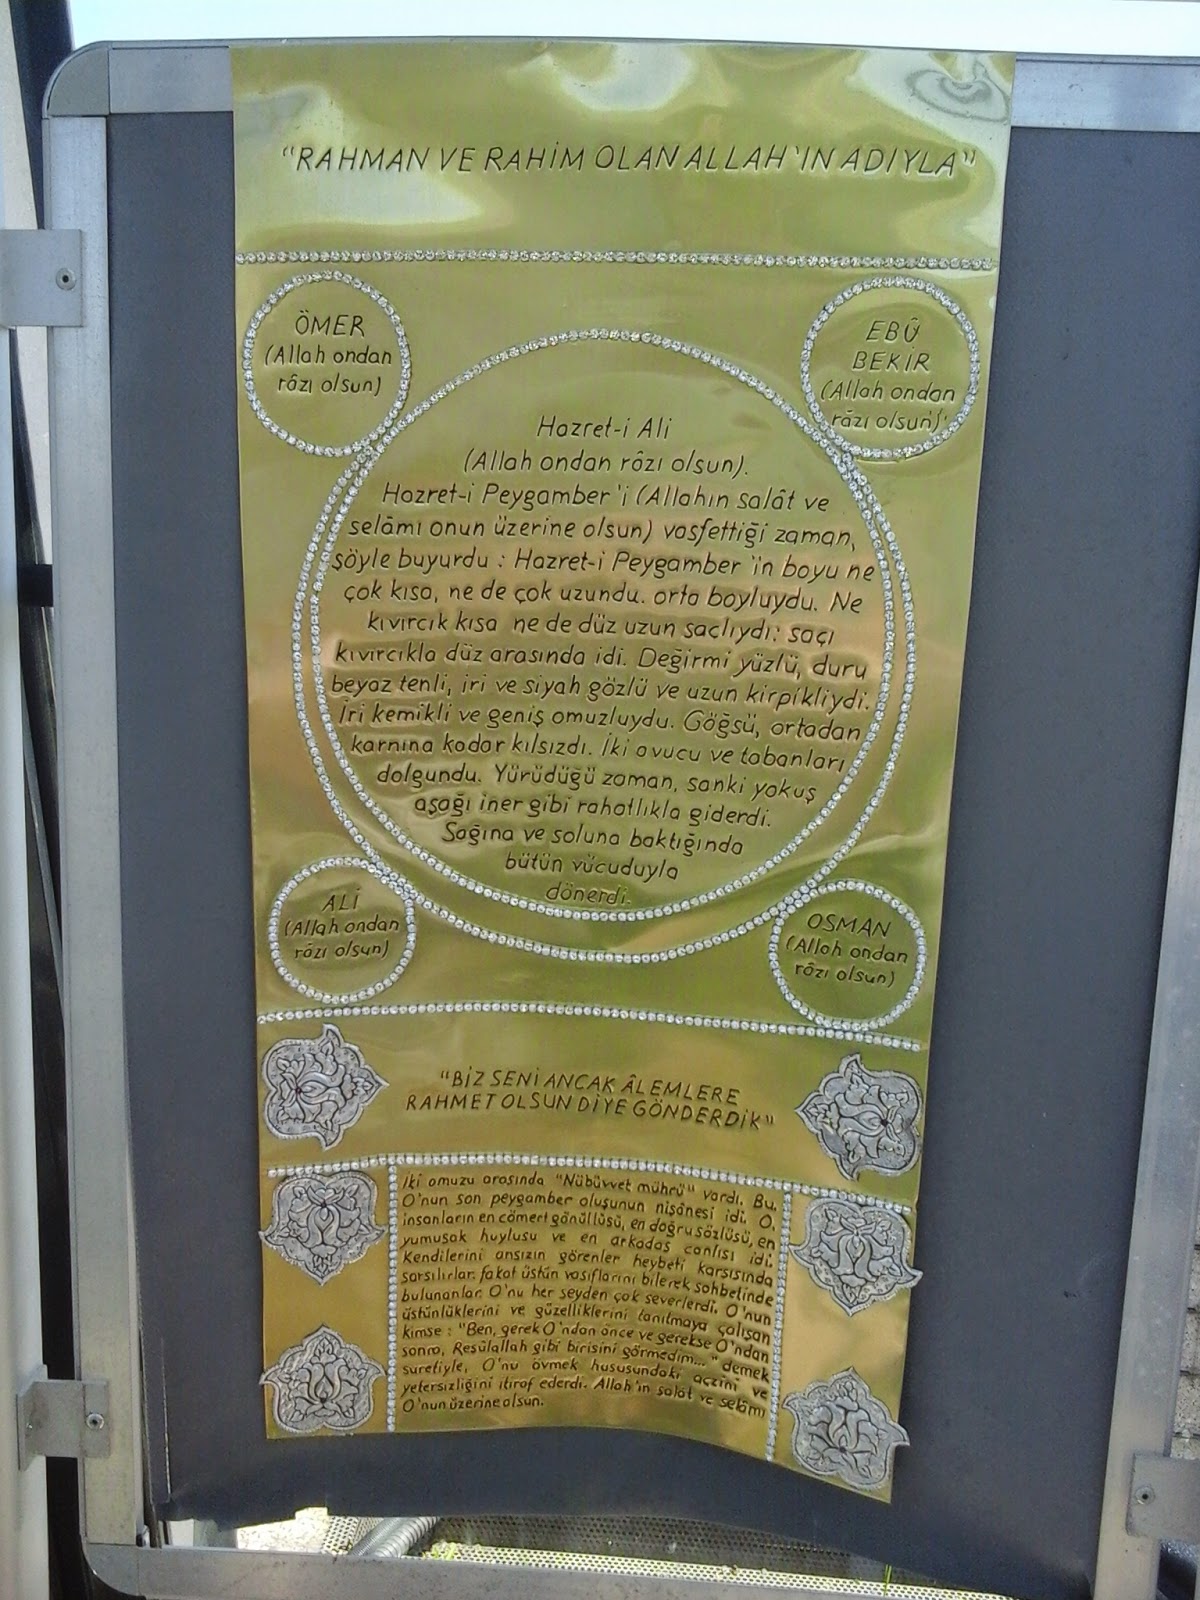 "RAHMAN VE RAHİM OLAN ALLAH'IN ADIYLA"
ÖMER
(Allah ondan
râzı olsun)
EBÛ
BEKİR
(Allah ondan
râzı olsun)
Hazret-i Ali
(Allah ondan râzı olsun).
Hazret-i Peygamber'i (Allahın salât ve
selâmı onun üzerine olsun) vasfettiği zaman,
şöyle buyurdu : Hazret-i Peygamber'in boyu ne
çok kısa, ne de çok uzundu. orta boyluydu. Ne
kıvırcık kısa ne de düz uzun saçlıydı: saçı
kıvırcıkla düz arasında idi. Değirmi yüzlü, duru
beyaz tenli, iri ve siyah gözlü ve uzun kirpikliydi.
İri kemikli ve geniş omuzluydu. Göğsü, ortadan
karnına kadar kılsızdı. İki avucu ve tabanları
dolgundu. Yürüdüğü zaman, sanki yokuş
aşağı iner gibi rahatlıkla giderdi.
Sağına ve soluna baktığında
bütün vücuduyla
dönerdi.
ALİ
(Allah ondan
râzı olsun)
OSMAN
(Allah ondan
râzı olsun)
"BİZ SENİ ANCAK ÂLEMLERE
RAHMET OLSUN DİYE GÖNDERDİK"
İki omuzu arasında "Nübüvvet mührü" vardı. Bu,
O'nun son peygamber oluşunun nişânesi idi. O,
insanların en cömert gönüllüsü, en doğru sözlüsü, en
yumuşak huylusu ve en arkadaş canlısı idi.
Kendilerini ansızın görenler heybeti karşısında
sarsılırlar. fakat üstün vasıflarını bilerek sohbetinde
bulunanlar O'nu her şeyden çok severlerdi. O'nun
üstünlüklerini ve güzelliklerini tanıtmaya çalışan
kimse : "Ben, gerek O'ndan önce ve gerekse O'ndan
sonra, Resûlallah gibi birisini görmedim..." demek
suretiyle, O'nu övmek hususundaki aczini ve
yetersizliğini itiraf ederdi. Allah'ın salât ve selâmı
O'nun üzerine olsun.